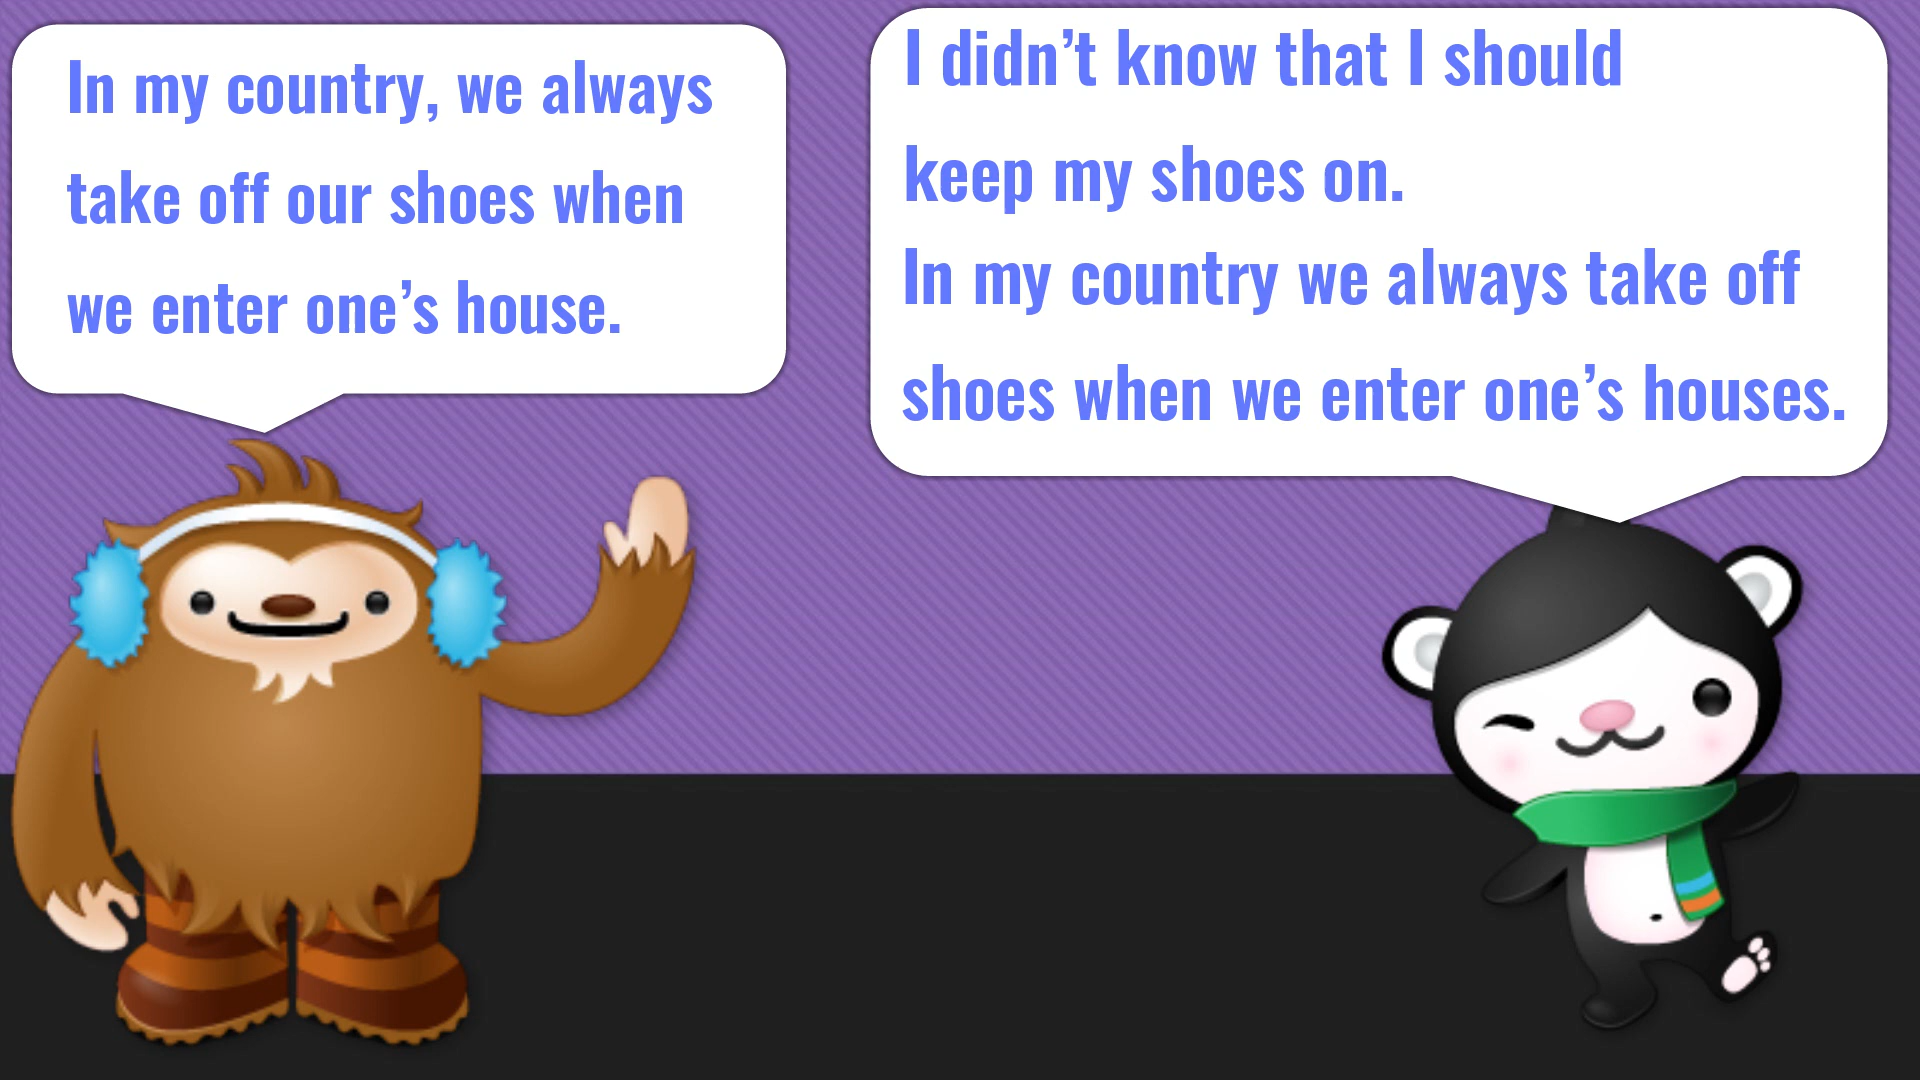 In my country, we always
take off our shoes when
we enter one’s house.
I didn’t know that I should
keep my shoes on.
In my country we always take off
shoes when we enter one’s houses.